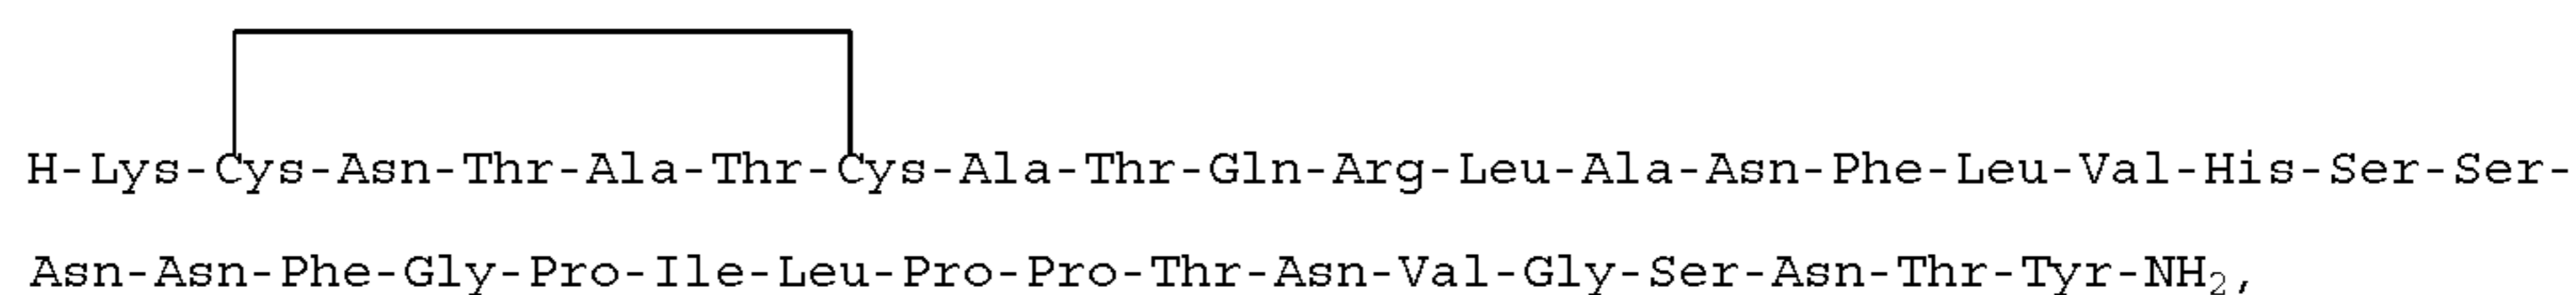 H-Lys-Cys-Asn-Thr-Ala-Thr-Cys-Ala-Thr-Gln-Arg-Leu-Ala-Asn-Phe-Leu-Val-His-Ser-Ser-
Asn-Asn-Phe-Gly-Pro-Ile-Leu-Pro-Pro-Thr-Asn-Val-Gly-Ser-Asn-Thr-Tyr-NH₂,